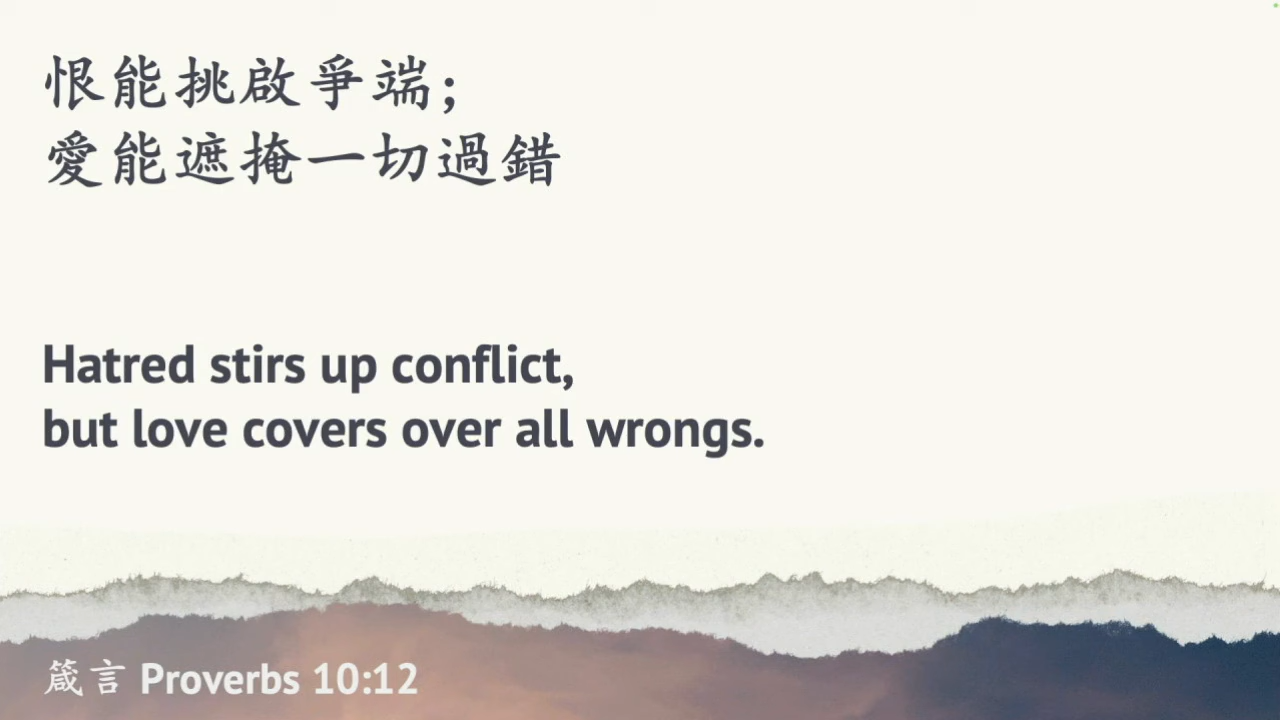 恨能挑啟爭端;
愛能遮掩一切過錯
Hatred stirs up conflict,
but love covers over all wrongs.
箴言 Proverbs 10:12